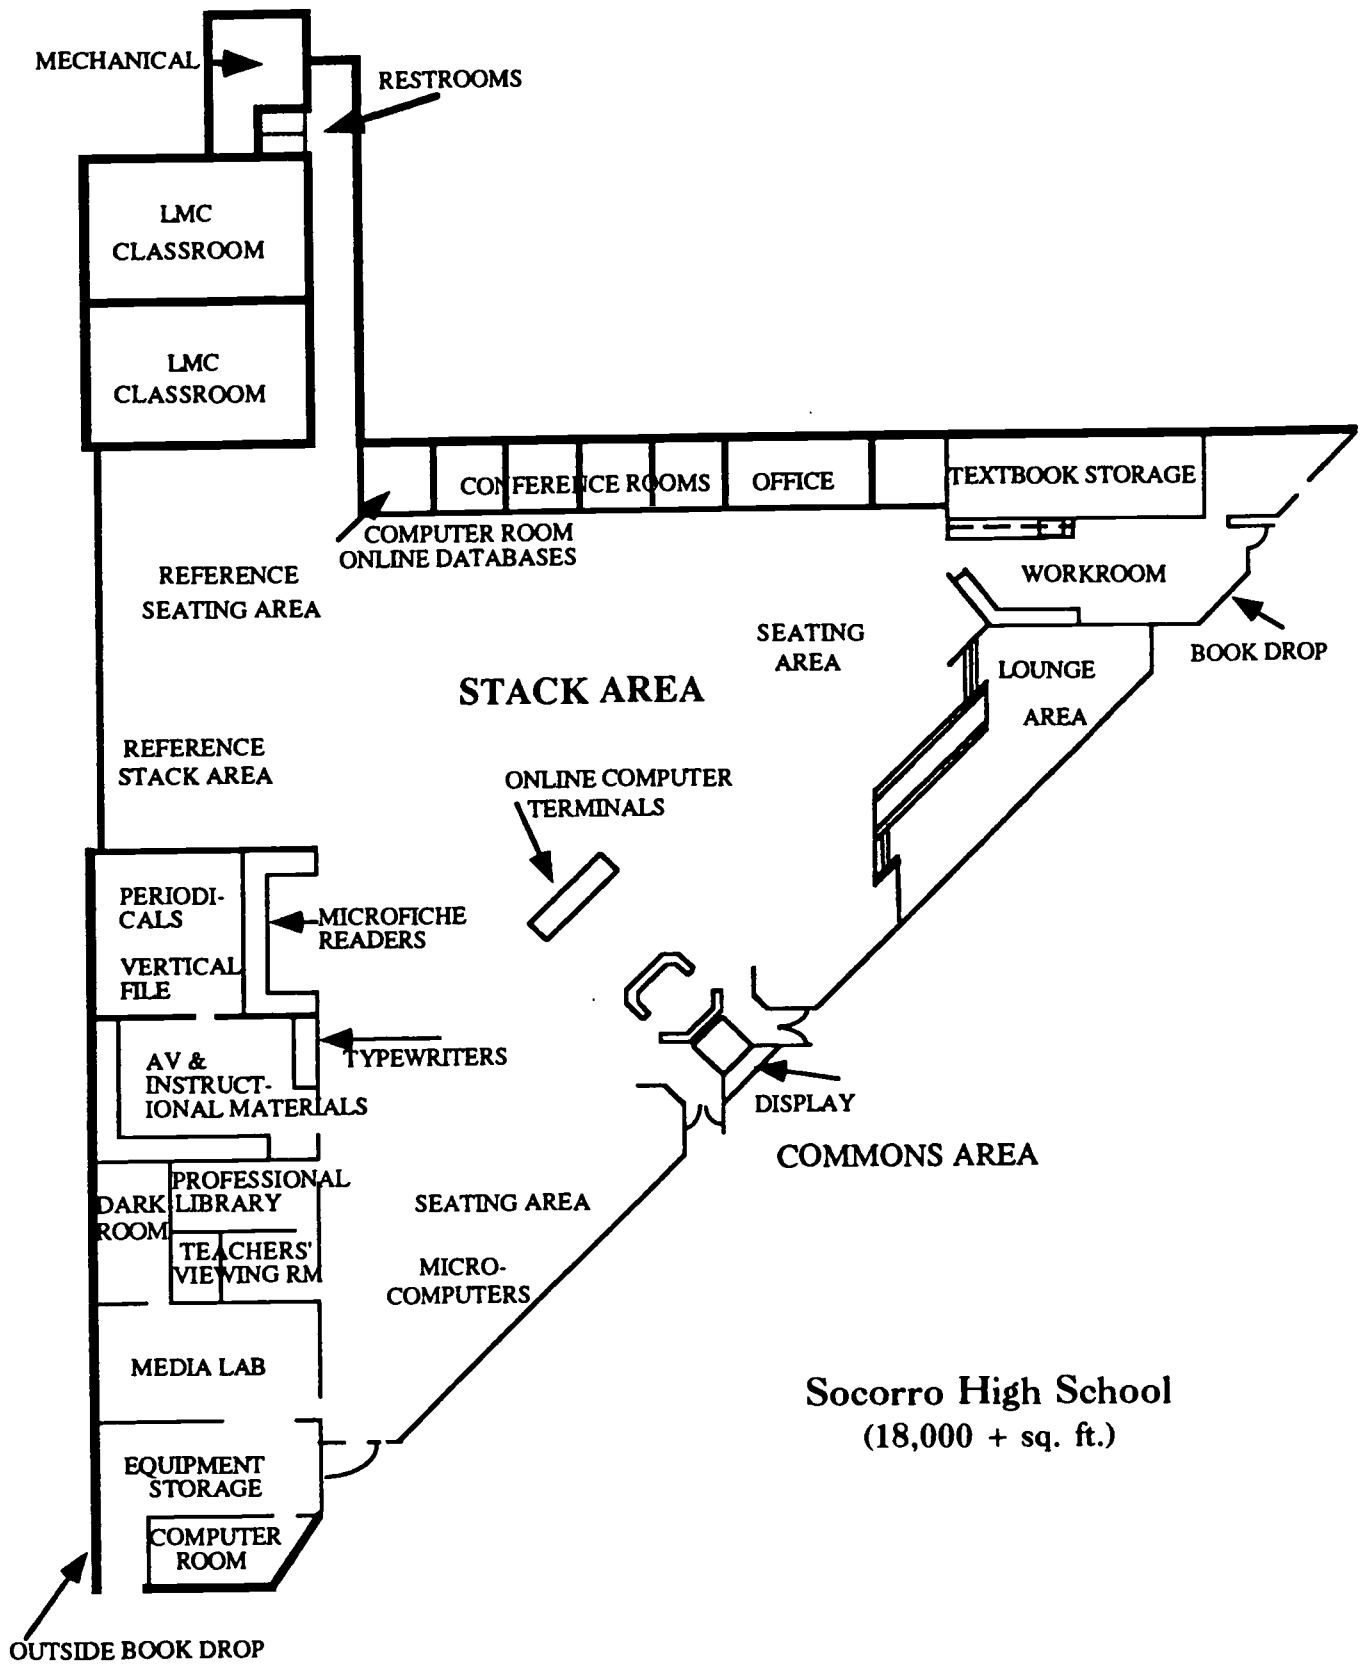 MECHANICAL
RESTROOMS
LMC
CLASSROOM
LMC
CLASSROOM
CONFERENCE ROOMS
OFFICE
TEXTBOOK STORAGE
COMPUTER ROOM
ONLINE DATABASES
REFERENCE
SEATING AREA
WORKROOM
SEATING
AREA
BOOK DROP
LOUNGE
AREA
STACK AREA
REFERENCE
STACK AREA
ONLINE COMPUTER
TERMINALS
PERIODI-
CALS
VERTICAL
FILE
MICROFICHE
READERS
TYPEWRITERS
AV &
INSTRUCT-
IONAL MATERIALS
DISPLAY
COMMONS AREA
PROFESSIONAL
LIBRARY
DARK
ROOM
TEACHERS'
VIEWING RM
SEATING AREA
MICRO-
COMPUTERS
MEDIA LAB
Socorro High School
(18,000 + sq. ft.)
EQUIPMENT
STORAGE
COMPUTER
ROOM
OUTSIDE BOOK DROP